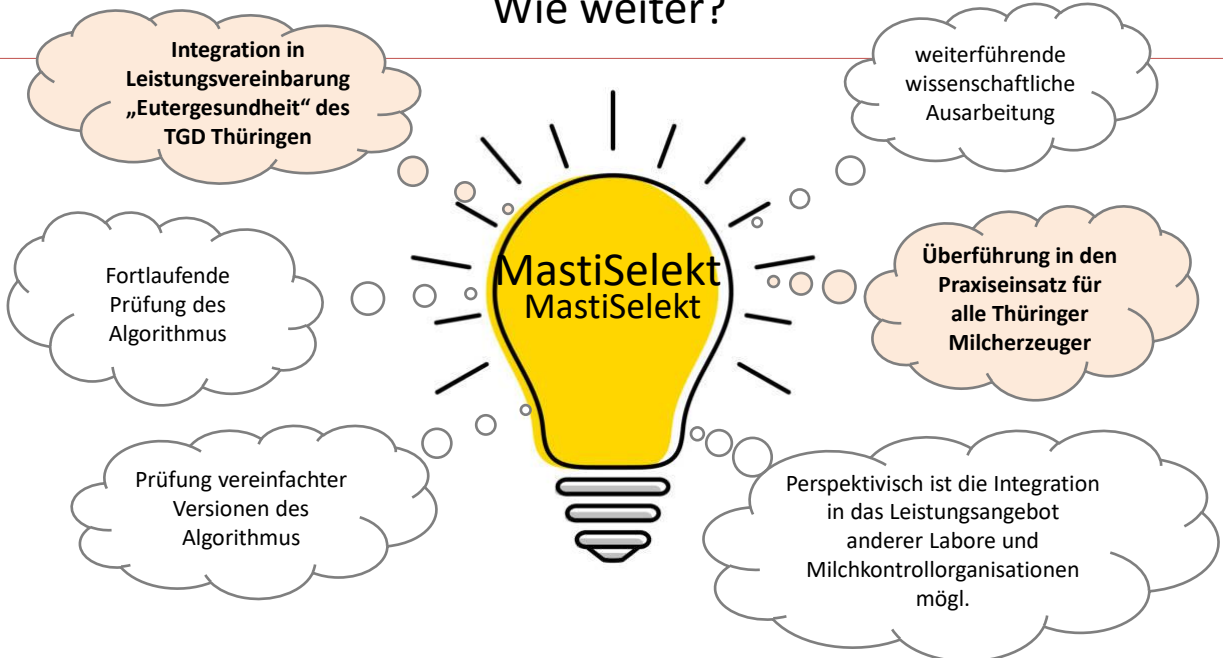 Wie weiter?
Integration in
Leistungsvereinbarung
„Eutergesundheit“ des
TGD Thüringen
weiterführende
wissenschaftliche
Ausarbeitung
Fortlaufende
Prüfung des
Algorithmus
MastiSelekt
MastiSelekt
Überführung in den
Praxiseinsatz für
alle Thüringer
Milcherzeuger
Prüfung vereinfachter
Versionen des
Algorithmus
Perspektivisch ist die Integration
in das Leistungsangebot
anderer Labore und
Milchkontrollorganisationen
mögl.